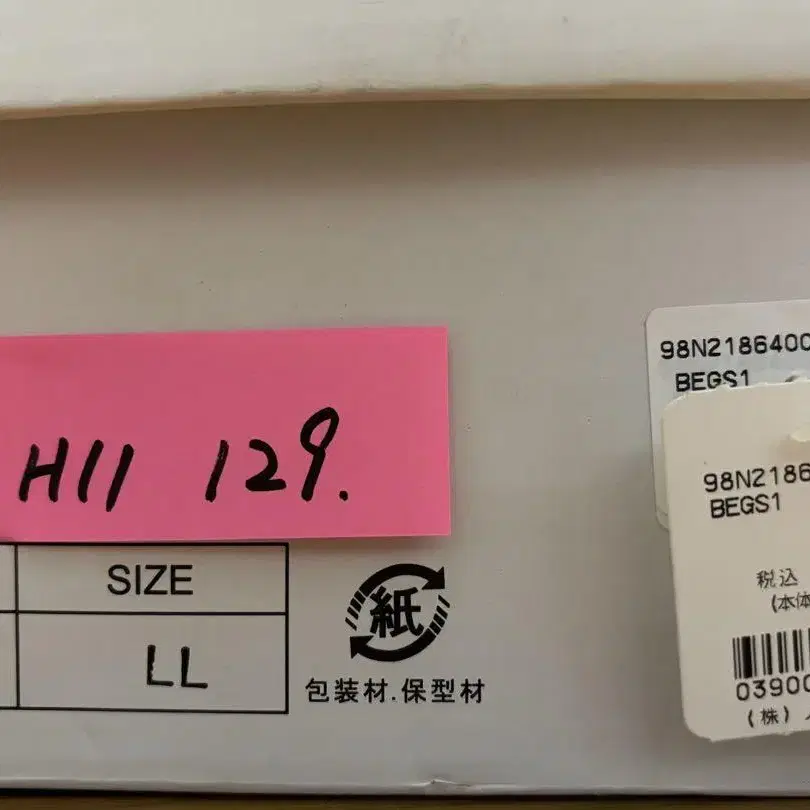 H11 129.
SIZE
LL
紙
包装材.保型材
98N2186400
BEGS1
98N2186
BEGS1
税込
(本体
03900
(株)